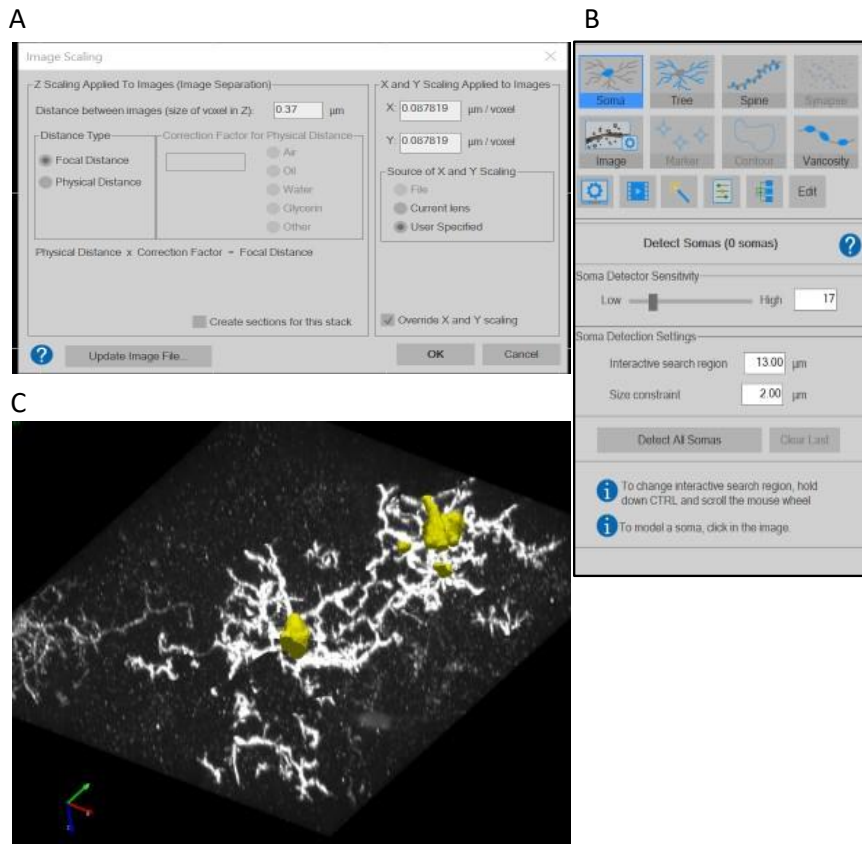 A
Image Scaling
Z Scaling Applied To Images (Image Separation)
Distance between images (size of voxel in Z): 0.37 µm
Distance Type
Focal Distance
Physical Distance
Correction Factor for Physical Distance
Air
Oil
Water
Glycerin
Other
Physical Distance x Correction Factor = Focal Distance
Create sections for this stack
X and Y Scaling Applied to Images
X: 0.087819 µm / voxel
Y: 0.087819 µm / voxel
Source of X and Y Scaling
File
Current lens
User Specified
Override X and Y scaling
? Update Image File... OK Cancel
B
Soma Tree Spine Synapse
Image Marker Contour Varicosity
Edit
Detect Somas (0 somas) ?
Soma Detector Sensitivity
Low High 17
Soma Detection Settings
Interactive search region 13.00 µm
Size constraint 2.00 µm
Detect All Somas Clear Last
i To change interactive search region, hold
down CTRL and scroll the mouse wheel
i To model a soma, click in the image.
C